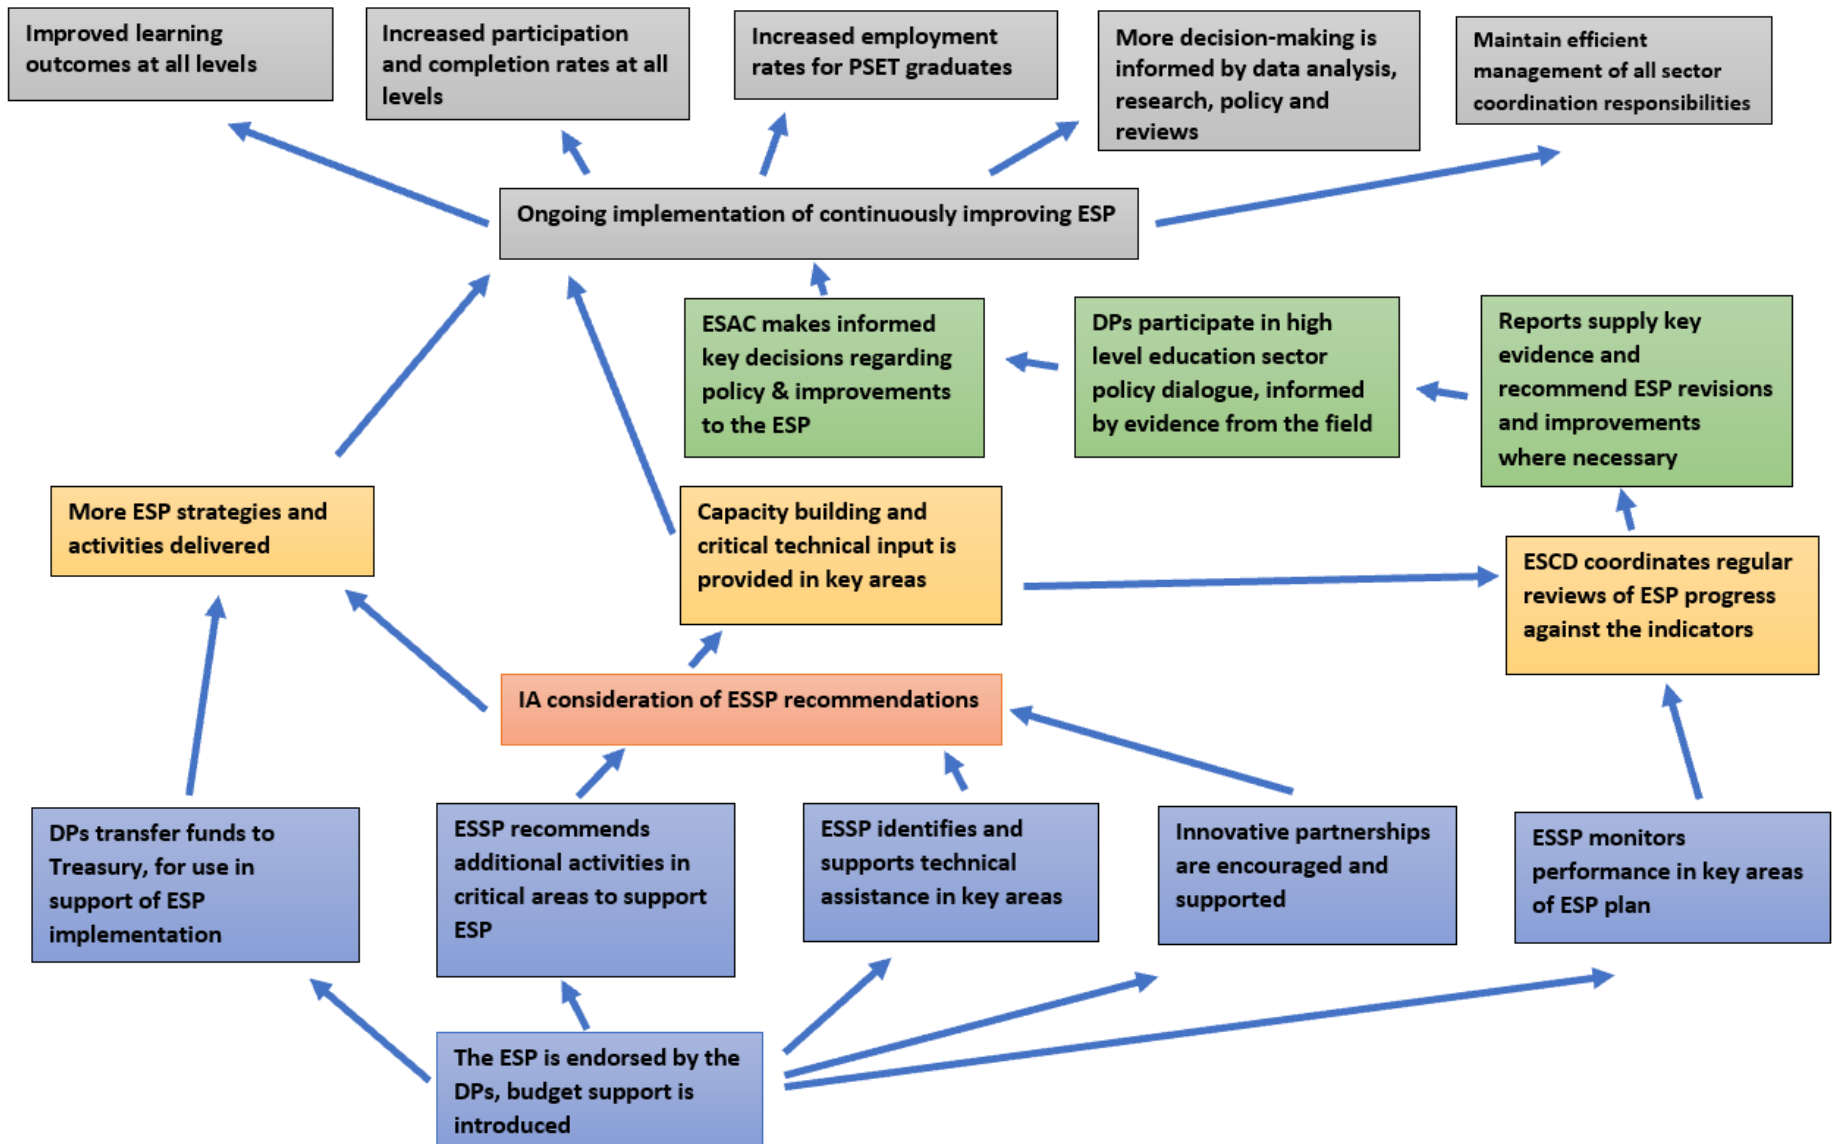 Improved learning
outcomes at all levels
Increased participation
and completion rates at all
levels
Increased employment
rates for PSET graduates
More decision-making is
informed by data analysis,
research, policy and
reviews
Maintain efficient
management of all sector
coordination responsibilities
Ongoing implementation of continuously improving ESP
ESAC makes informed
key decisions regarding
policy & improvements
to the ESP
DPs participate in high
level education sector
policy dialogue, informed
by evidence from the field
Reports supply key
evidence and
recommend ESP revisions
and improvements
where necessary
More ESP strategies and
activities delivered
Capacity building and
critical technical input is
provided in key areas
ESCD coordinates regular
reviews of ESP progress
against the indicators
IA consideration of ESSP recommendations
DPs transfer funds to
Treasury, for use in
support of ESP
implementation
ESSP recommends
additional activities in
critical areas to support
ESP
ESSP identifies and
supports technical
assistance in key areas
Innovative partnerships
are encouraged and
supported
ESSP monitors
performance in key areas
of ESP plan
The ESP is endorsed by the
DPs, budget support is
introduced